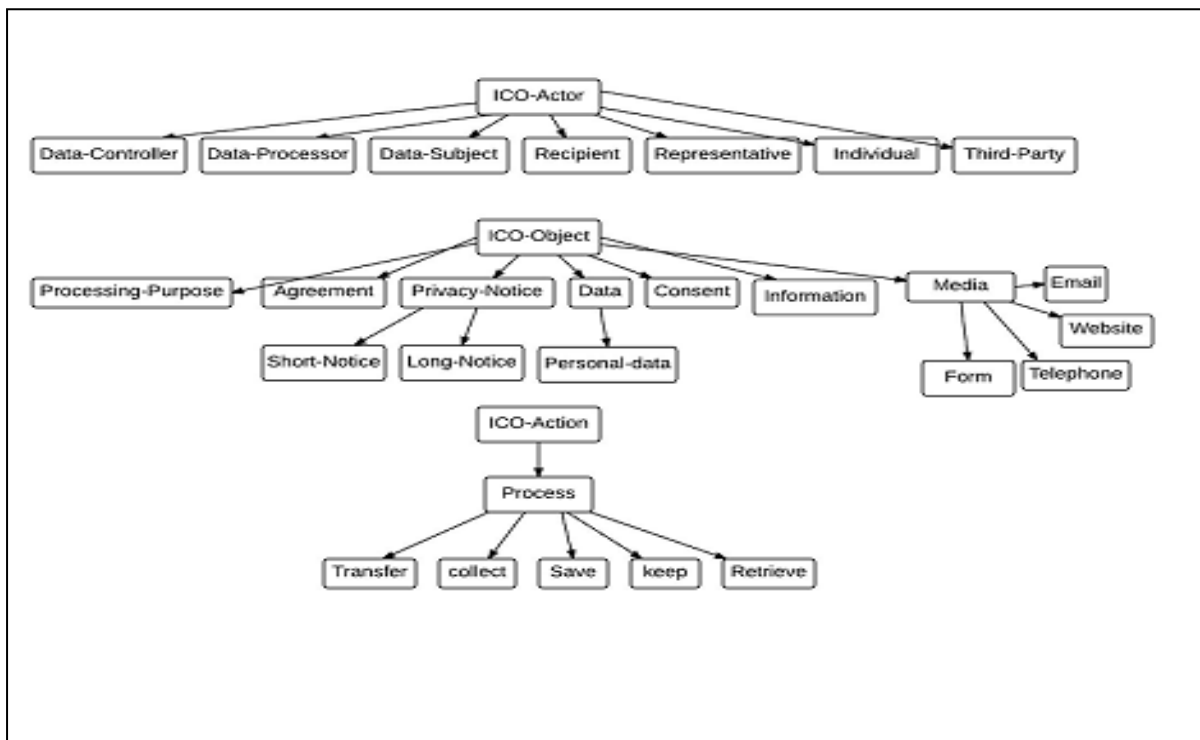 ICO-Actor
Data-Controller
Data-Processor
Data-Subject
Recipient
Representative
Individual
Third-Party
ICO-Object
Processing-Purpose
Agreement
Privacy-Notice
Data
Consent
Information
Media
Email
Website
Short-Notice
Long-Notice
Personal-data
Form
Telephone
ICO-Action
Process
Transfer
collect
Save
keep
Retrieve